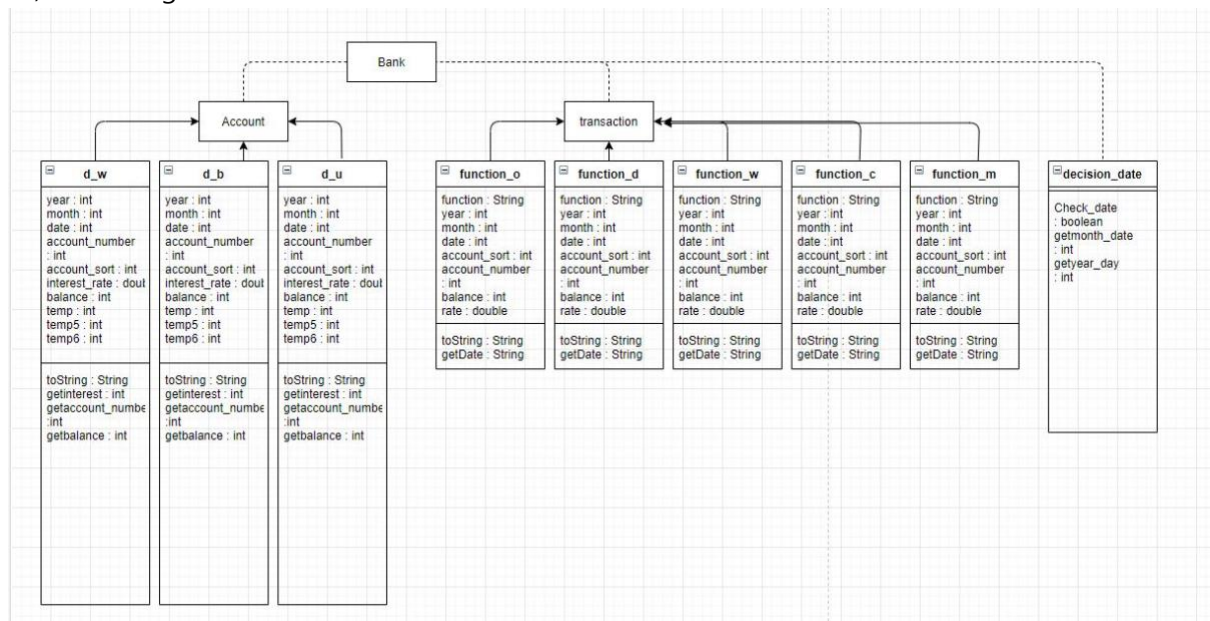 Bank
Account
transaction
d_w
year : int
month : int
date : int
account_number
: int
account_sort : int
interest_rate : doul
balance : int
temp : int
temp5 : int
temp6 : int
toString : String
getinterest : int
getaccount_numbe
:int
getbalance : int
d_b
year : int
month : int
date : int
account_number
: int
account_sort : int
interest_rate : doul
balance : int
temp : int
temp5 : int
temp6 : int
toString : String
getinterest : int
getaccount_numbe
:int
getbalance : int
d_u
year : int
month : int
date : int
account_number
: int
account_sort : int
interest_rate : doul
balance : int
temp : int
temp5 : int
temp6 : int
toString : String
getinterest : int
getaccount_numbe
:int
getbalance : int
function_o
function : String
year : int
month : int
date : int
account_sort : int
account_number
: int
balance : int
rate : double
toString : String
getDate : String
function_d
function : String
year : int
month : int
date : int
account_sort : int
account_number
: int
balance : int
rate : double
toString : String
getDate : String
function_w
function : String
year : int
month : int
date : int
account_sort : int
account_number
: int
balance : int
rate : double
toString : String
getDate : String
function_c
function : String
year : int
month : int
date : int
account_sort : int
account_number
: int
balance : int
rate : double
toString : String
getDate : String
function_m
function : String
year : int
month : int
date : int
account_sort : int
account_number
: int
balance : int
rate : double
toString : String
getDate : String
decision_date
Check_date
: boolean
getmonth_date
: int
getyear_day
: int